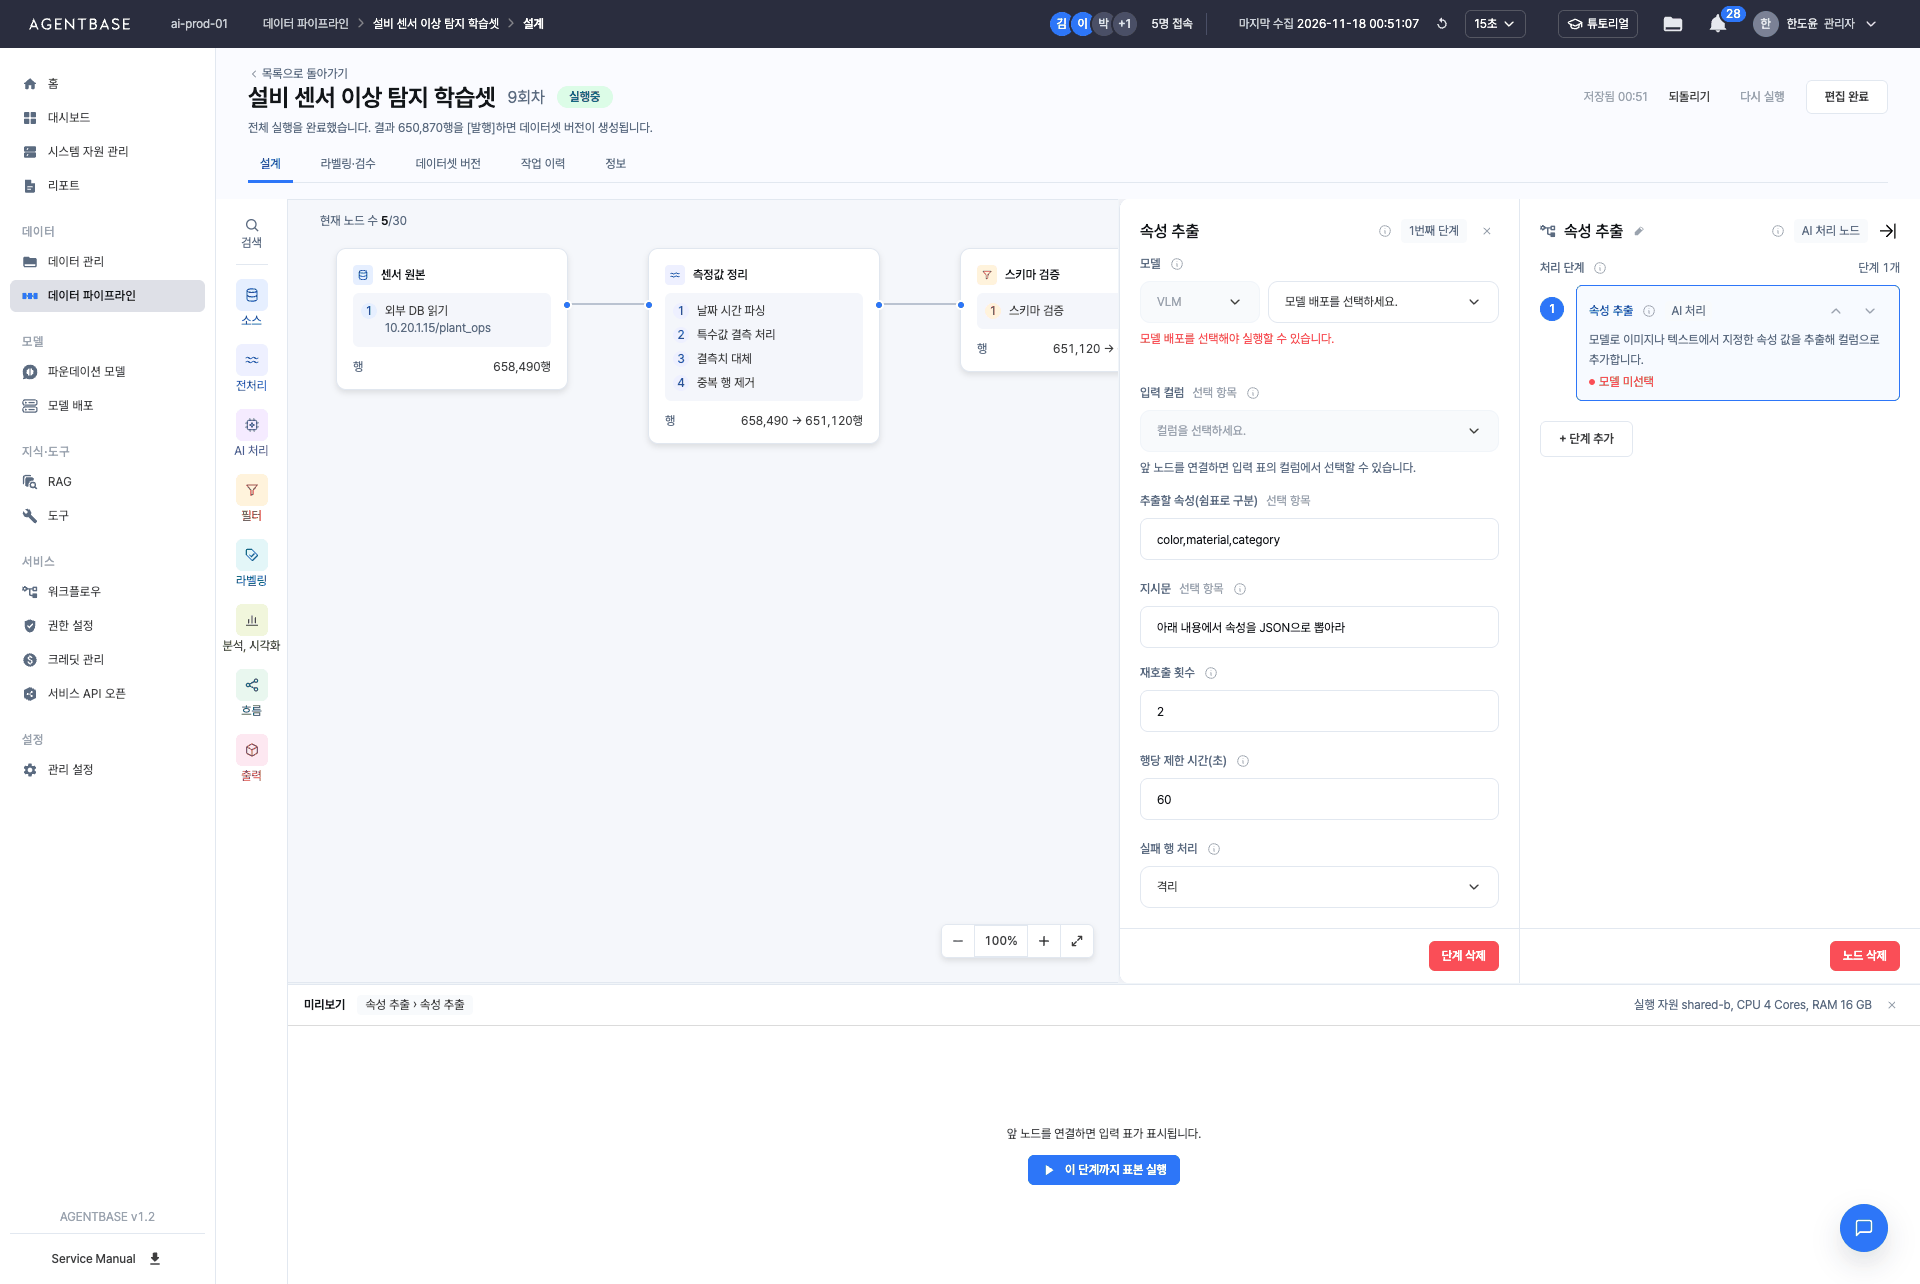 AGENTBASE
ai-prod-01
데이터 파이프라인 > 설비 센서 이상 탐지 학습셋 > 설계
김 이 박 +1 5명 접속
마지막 수집 2026-11-18 00:51:07
15초
튜토리얼
28
한 한도윤 관리자
홈
대시보드
시스템 자원 관리
리포트
데이터
데이터 관리
데이터 파이프라인
모델
파운데이션 모델
모델 배포
지식·도구
RAG
도구
서비스
워크플로우
권한 설정
크레딧 관리
서비스 API 오픈
설정
관리 설정
AGENTBASE v1.2
Service Manual
목록으로 돌아가기
설비 센서 이상 탐지 학습셋 9회차 실행중
전체 실행을 완료했습니다. 결과 650,870행을 [발행]하면 데이터셋 버전이 생성됩니다.
저장됨 00:51 되돌리기 다시 실행 편집 완료
설계 라벨링·검수 데이터셋 버전 작업 이력 정보
검색
소스
전처리
AI 처리
필터
라벨링
분석, 시각화
흐름
출력
현재 노드 수 5/30
센서 원본
1 외부 DB 읽기
10.20.1.15/plant_ops
행 658,490행
측정값 정리
1 날짜 시간 파싱
2 특수값 결측 처리
3 결측치 대체
4 중복 행 제거
행 658,490 → 651,120행
스키마 검증
1 스키마 검증
행 651,120 →
100%
속성 추출
1번째 단계
모델
VLM
모델 배포를 선택하세요.
모델 배포를 선택해야 실행할 수 있습니다.
입력 컬럼 선택 항목
컬럼을 선택하세요.
앞 노드를 연결하면 입력 표의 컬럼에서 선택할 수 있습니다.
추출할 속성(쉼표로 구분) 선택 항목
color,material,category
지시문 선택 항목
아래 내용에서 속성을 JSON으로 뽑아라
재호출 횟수
2
행당 제한 시간(초)
60
실패 행 처리
격리
단계 삭제
속성 추출
AI 처리 노드
처리 단계
단계 1개
1
속성 추출 AI 처리
모델로 이미지나 텍스트에서 지정한 속성 값을 추출해 컬럼으로
추가합니다.
모델 미선택
+ 단계 추가
노드 삭제
미리보기 속성 추출 › 속성 추출
실행 자원 shared-b, CPU 4 Cores, RAM 16 GB
앞 노드를 연결하면 입력 표가 표시됩니다.
이 단계까지 표본 실행